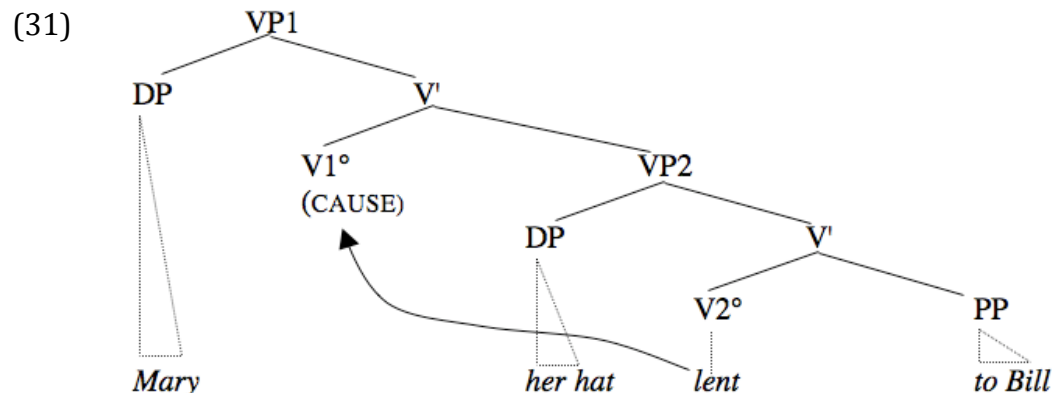 (31)
VP1
DP V'
V1° VP2
(CAUSE)
DP V'
V2° PP
Mary her hat lent to Bill